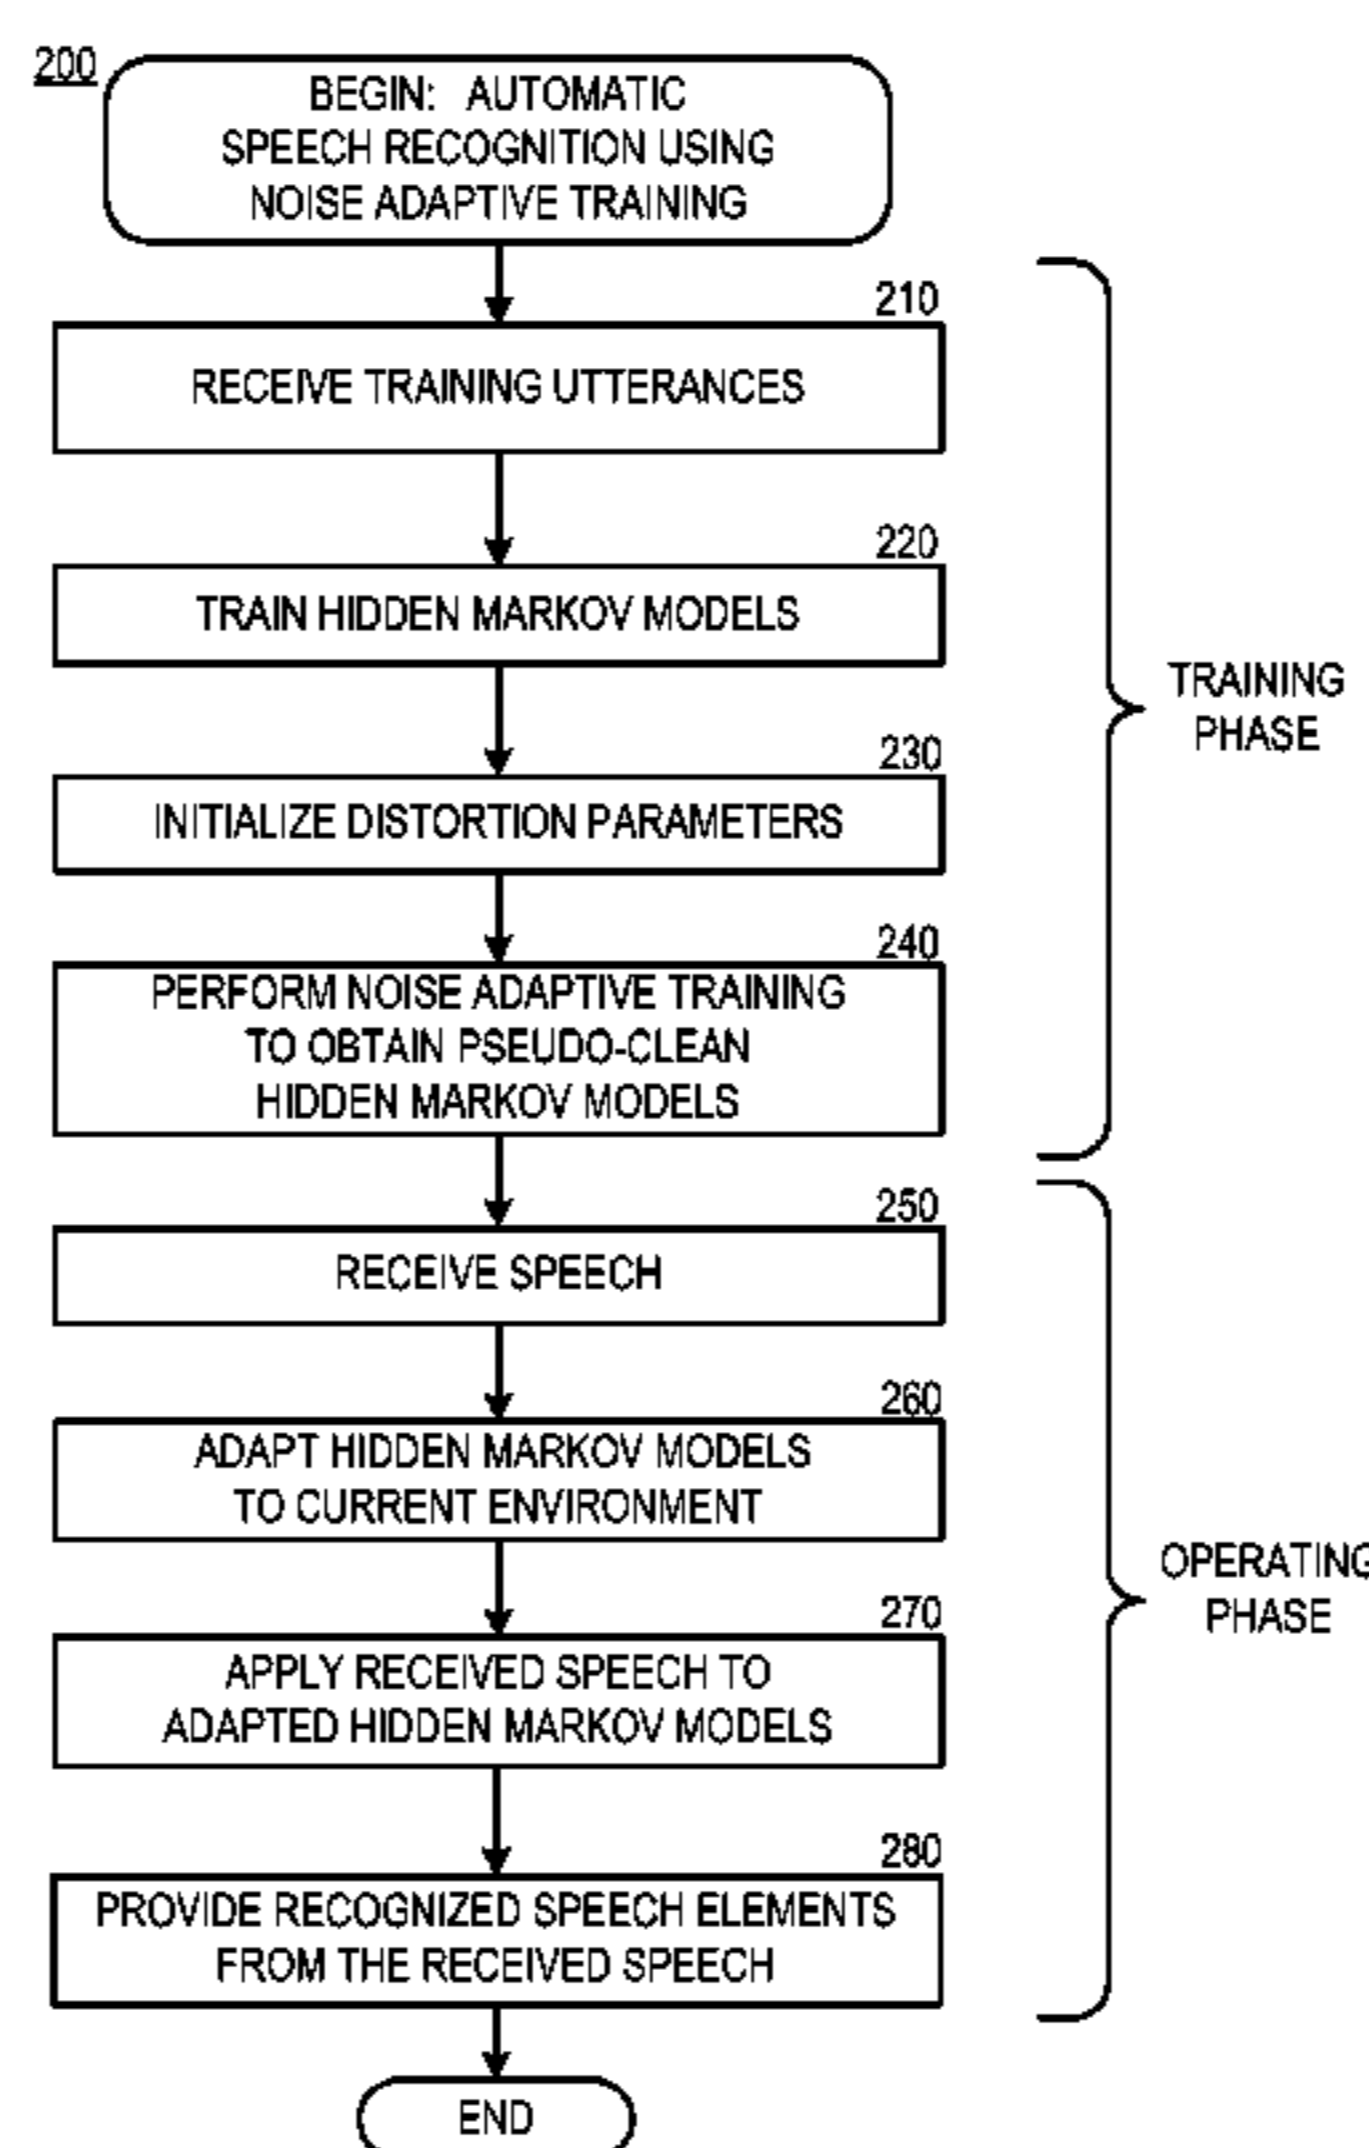 200
BEGIN: AUTOMATIC
SPEECH RECOGNITION USING
NOISE ADAPTIVE TRAINING
210
RECEIVE TRAINING UTTERANCES
220
TRAIN HIDDEN MARKOV MODELS
230
INITIALIZE DISTORTION PARAMETERS
240
PERFORM NOISE ADAPTIVE TRAINING
TO OBTAIN PSEUDO-CLEAN
HIDDEN MARKOV MODELS
TRAINING
PHASE
250
RECEIVE SPEECH
260
ADAPT HIDDEN MARKOV MODELS
TO CURRENT ENVIRONMENT
270
APPLY RECEIVED SPEECH TO
ADAPTED HIDDEN MARKOV MODELS
280
PROVIDE RECOGNIZED SPEECH ELEMENTS
FROM THE RECEIVED SPEECH
OPERATING
PHASE
END